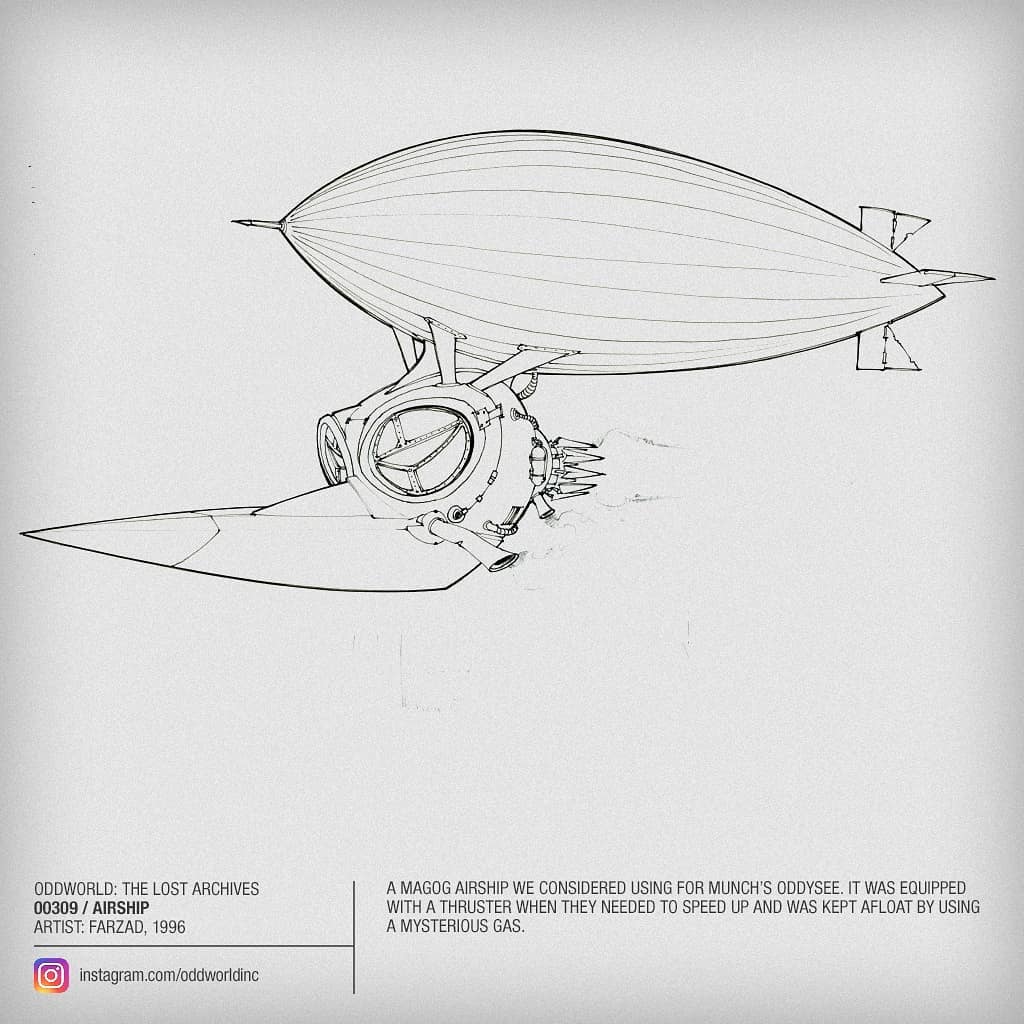 ODDWORLD: THE LOST ARCHIVES
00309 / AIRSHIP
ARTIST: FARZAD, 1996
instagram.com/oddworldinc
A MAGOG AIRSHIP WE CONSIDERED USING FOR MUNCH'S ODDYSEE. IT WAS EQUIPPED
WITH A THRUSTER WHEN THEY NEEDED TO SPEED UP AND WAS KEPT AFLOAT BY USING
A MYSTERIOUS GAS.